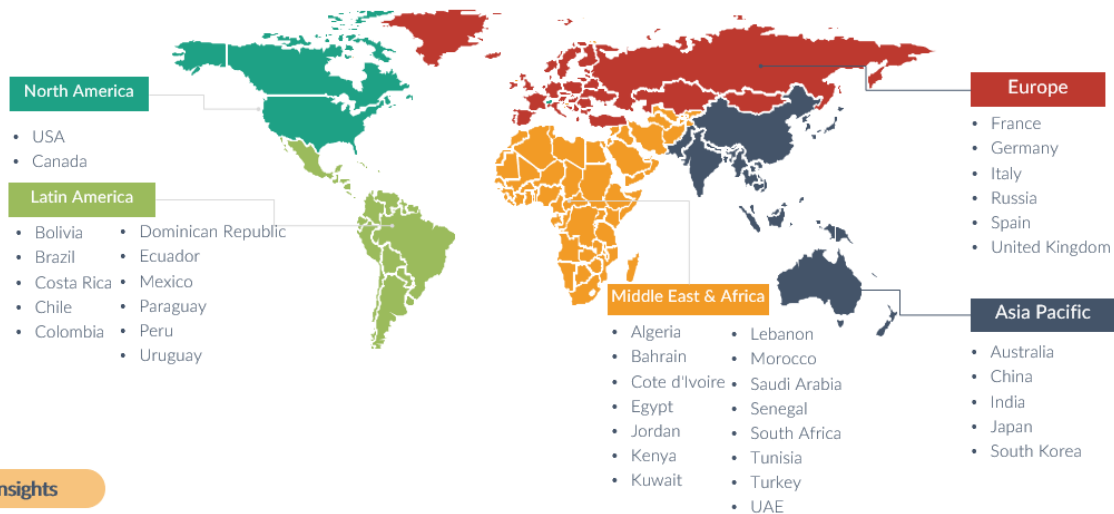 North America
USA
Canada
Latin America
Bolivia
Brazil
Costa Rica
Chile
Colombia
Dominican Republic
Ecuador
Mexico
Paraguay
Peru
Uruguay
Middle East & Africa
Algeria
Bahrain
Cote d'Ivoire
Egypt
Jordan
Kenya
Kuwait
Lebanon
Morocco
Saudi Arabia
Senegal
South Africa
Tunisia
Turkey
UAE
Europe
France
Germany
Italy
Russia
Spain
United Kingdom
Asia Pacific
Australia
China
India
Japan
South Korea
nsights